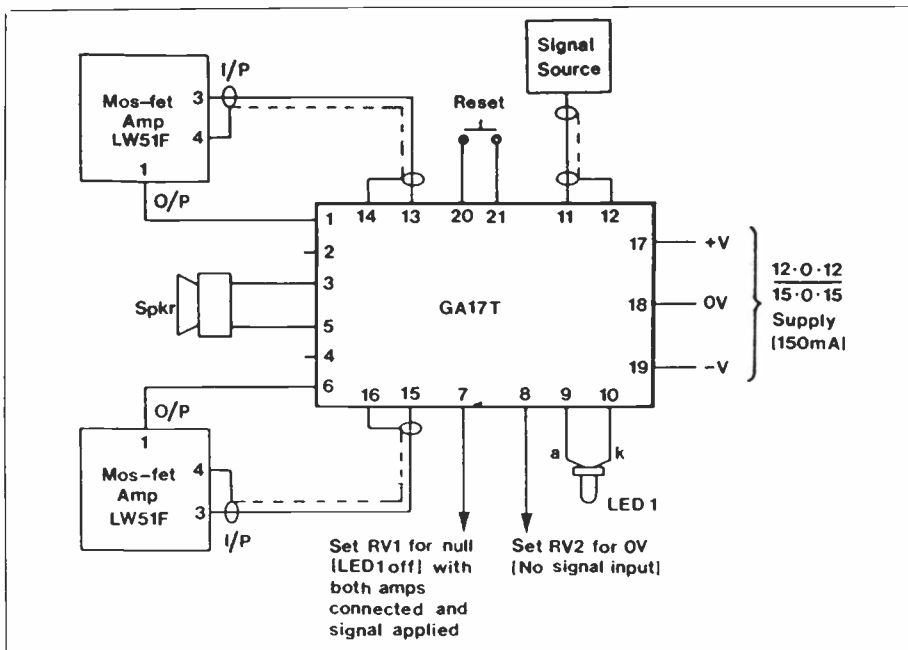 I/P
Mos-fet
Amp
LW51F
3
4
1
O/P
Signal
Source
Reset
14
13
20
21
11
12
1
2
3
5
4
6
Spkr
GA17T
17
+V
18
0V
19
-V
12·0·12
15·0·15
Supply
(150mA)
16
15
7
8
9
10
O/P
1
Mos-fet
Amp
LW51F
4
3
I/P
a
k
LED 1
Set RV1 for null
(LED1 off) with
both amps
connected and
signal applied
Set RV2 for 0V
(No signal input)